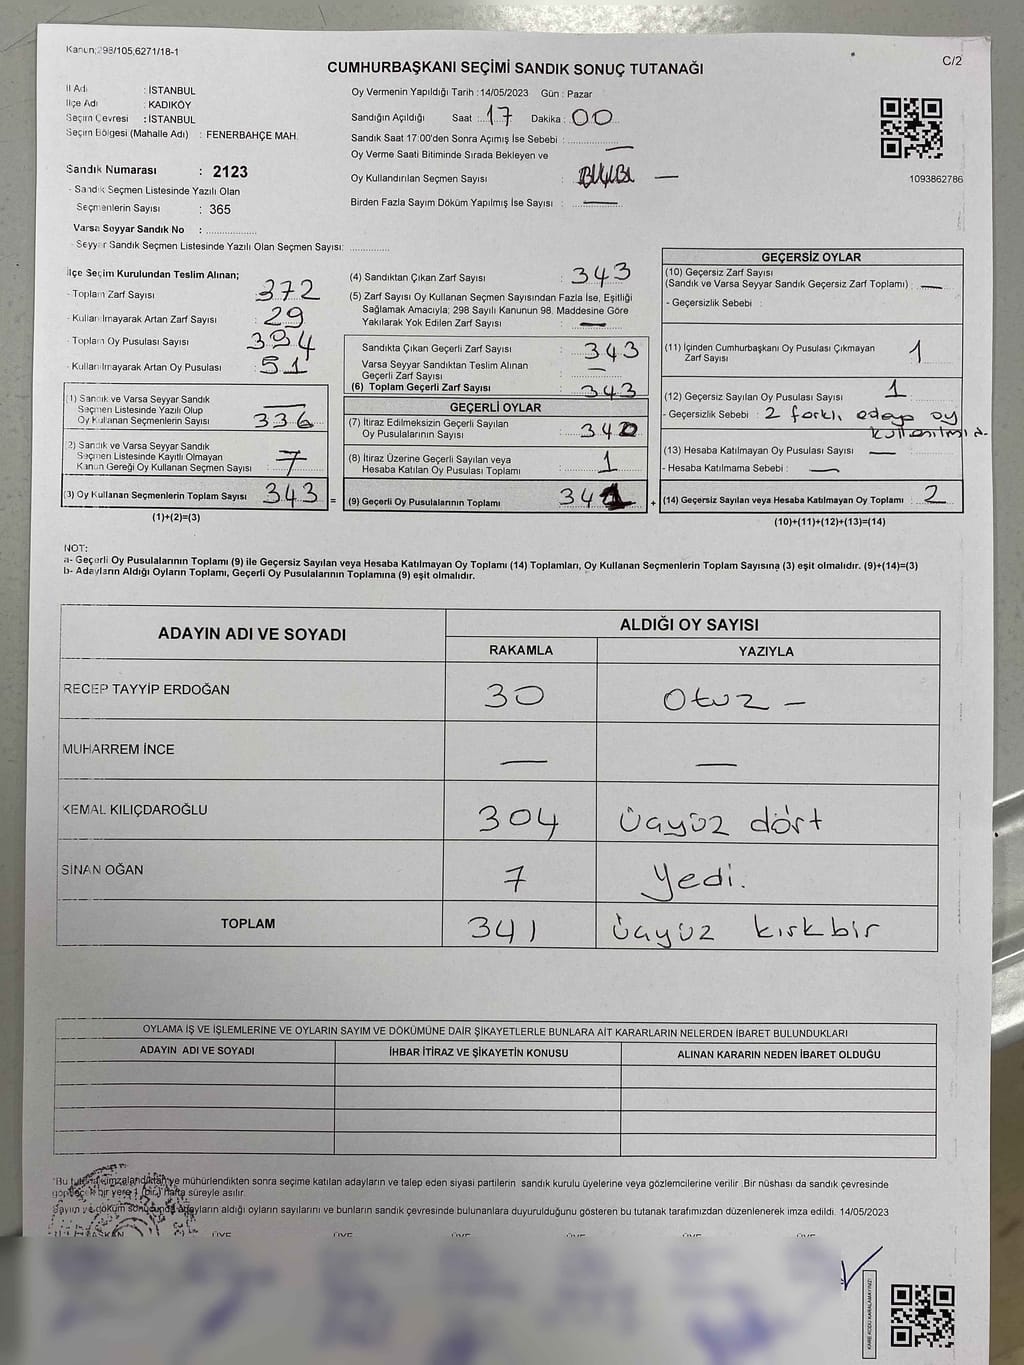 Kanun;298/105,6271/18-1
C/2
CUMHURBAŞKANI SEÇİMİ SANDIK SONUÇ TUTANAĞI
İl Adı : İSTANBUL
İlçe Adı : KADIKÖY
Seçim Çevresi : İSTANBUL
Seçim Bölgesi (Mahalle Adı) : FENERBAHÇE MAH.
Sandık Numarası : 2123
- Sandık Seçmen Listesinde Yazılı Olan
Seçmenlerin Sayısı : 365
Varsa Seyyar Sandık No :
- Seyyar Sandık Seçmen Listesinde Yazılı Olan Seçmen Sayısı:
Oy Vermenin Yapıldığı Tarih :14/05/2023 Gün : Pazar
Sandığın Açıldığı Saat : 17 Dakika : 00
Sandık Saat 17:00'den Sonra Açımış İse Sebebi : —
Oy Verme Saati Bitiminde Sırada Bekleyen ve
Oy Kullandırılan Seçmen Sayısı : —
Birden Fazla Sayım Döküm Yapılmış İse Sayısı : —
1093862786
İlçe Seçim Kurulundan Teslim Alınan;
- Toplam Zarf Sayısı : 372
- Kullanılmayarak Artan Zarf Sayısı : 29
- Toplam Oy Pusulası Sayısı : 394
- Kullanılmayarak Artan Oy Pusulası : 51
(1) Sandık ve Varsa Seyyar Sandık
Seçmen Listesinde Yazılı Olup
Oy Kullanan Seçmenlerin Sayısı : 336
(2) Sandık ve Varsa Seyyar Sandık
Seçmen Listesinde Kayıtlı Olmayan
Kanun Gereği Oy Kullanan Seçmen Sayısı : 7
(3) Oy Kullanan Seçmenlerin Toplam Sayısı : 343
(1)+(2)=(3)
(4) Sandıktan Çıkan Zarf Sayısı : 343
(5) Zarf Sayısı Oy Kullanan Seçmen Sayısından Fazla İse, Eşitliği
Sağlamak Amacıyla; 298 Sayılı Kanunun 98. Maddesine Göre
Yakılarak Yok Edilen Zarf Sayısı : —
Sandıkta Çıkan Geçerli Zarf Sayısı : 343
Varsa Seyyar Sandıktan Teslim Alınan
Geçerli Zarf Sayısı : —
(6) Toplam Geçerli Zarf Sayısı : 343
GEÇERLİ OYLAR
(7) İtiraz Edilmeksizin Geçerli Sayılan
Oy Pusulalarının Sayısı : 340
(8) İtiraz Üzerine Geçerli Sayılan veya
Hesaba Katılan Oy Pusulası Toplamı : 1
(9) Geçerli Oy Pusulalarının Toplamı : 341
GEÇERSİZ OYLAR
(10) Geçersiz Zarf Sayısı
(Sandık ve Varsa Seyyar Sandık Geçersiz Zarf Toplamı) : —
- Geçersizlik Sebebi :
(11) İçinden Cumhurbaşkanı Oy Pusulası Çıkmayan
Zarf Sayısı : 1
(12) Geçersiz Sayılan Oy Pusulası Sayısı : 1
- Geçersizlik Sebebi : 2 farklı adaya oy
kullanılmış.
(13) Hesaba Katılmayan Oy Pusulası Sayısı : —
- Hesaba Katılmama Sebebi : —
(14) Geçersiz Sayılan veya Hesaba Katılmayan Oy Toplamı : 2
(10)+(11)+(12)+(13)=(14)
NOT:
a- Geçerli Oy Pusulalarının Toplamı (9) ile Geçersiz Sayılan veya Hesaba Katılmayan Oy Toplamı (14) Toplamları, Oy Kullanan Seçmenlerin Toplam Sayısına (3) eşit olmalıdır. (9)+(14)=(3)
b- Adayların Aldığı Oyların Toplamı, Geçerli Oy Pusulalarının Toplamına (9) eşit olmalıdır.
ADAYIN ADI VE SOYADI ALDIĞI OY SAYISI
RAKAMLA YAZIYLA
RECEP TAYYİP ERDOĞAN 30 Otuz —
MUHARREM İNCE — —
KEMAL KILIÇDAROĞLU 304 üçyüz dört
SİNAN OĞAN 7 yedi.
TOPLAM 341 üçyüz kırkbir
OYLAMA İŞ VE İŞLEMLERİNE VE OYLARIN SAYIM VE DÖKÜMÜNE DAİR ŞİKAYETLERLE BUNLARA AİT KARARLARIN NELERDEN İBARET BULUNDUKLARI
ADAYIN ADI VE SOYADI İHBAR İTİRAZ VE ŞİKAYETİN KONUSU ALINAN KARARIN NEDEN İBARET OLDUĞU
Bu tutanak imzalandıktan ve mühürlendikten sonra seçime katılan adayların ve talep eden siyasi partilerin sandık kurulu üyelerine veya gözlemcilerine verilir .Bir nüshası da sandık çevresinde
görülecek bir yere 1 (bir) hafta süreyle asılır.
Sayım ve döküm sonucunda adayların aldığı oyların sayılarını ve bunların sandık çevresinde bulunanlara duyurulduğunu gösteren bu tutanak tarafımızdan düzenlenerek imza edildi. 14/05/2023
BAŞKAN ÜYE ÜYE ÜYE ÜYE ÜYE
KARE KODU KARALAMAYINIZ!